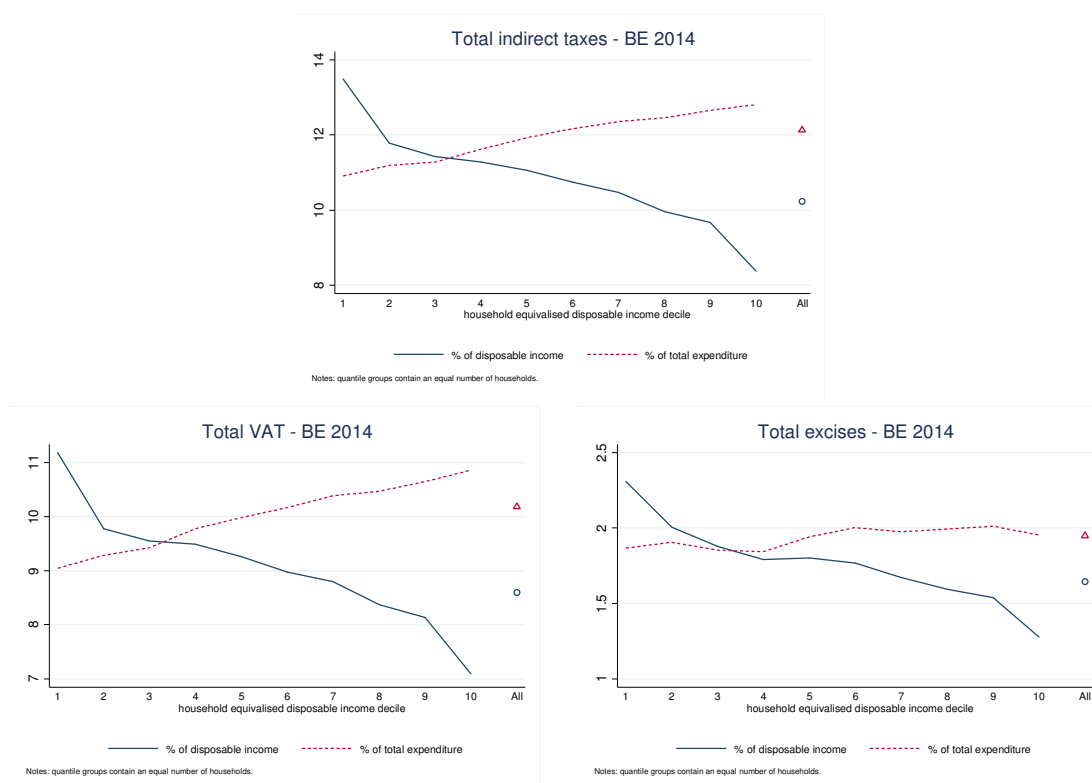 Total indirect taxes - BE 2014
14
12
10
8
1 2 3 4 5 6 7 8 9 10 All
household equivalised disposable income decile
% of disposable income % of total expenditure
Notes: quantile groups contain an equal number of households.
Total VAT - BE 2014
11
10
9
8
7
1 2 3 4 5 6 7 8 9 10 All
household equivalised disposable income decile
% of disposable income % of total expenditure
Notes: quantile groups contain an equal number of households.
Total excises - BE 2014
2.5
2
1.5
1
1 2 3 4 5 6 7 8 9 10 All
household equivalised disposable income decile
% of disposable income % of total expenditure
Notes: quantile groups contain an equal number of households.